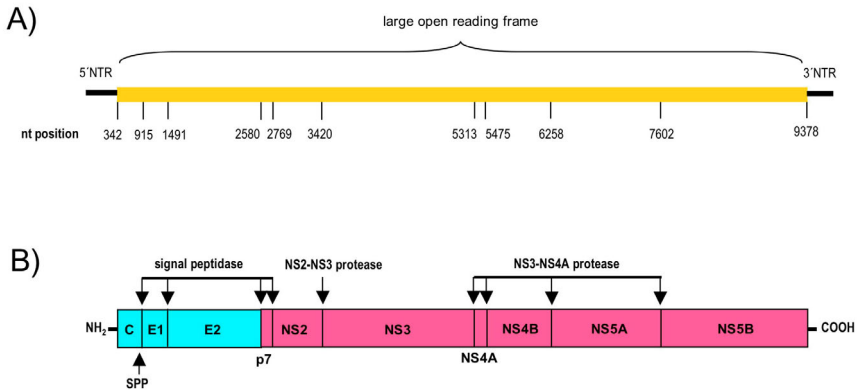 A)
large open reading frame
5´NTR
3´NTR
nt position
342 915 1491 2580 2769 3420 5313 5475 6258 7602 9378
B)
signal peptidase NS2-NS3 protease NS3-NS4A protease
NH2 C E1 E2 NS2 NS3 NS4B NS5A NS5B COOH
p7 NS4A
SPP